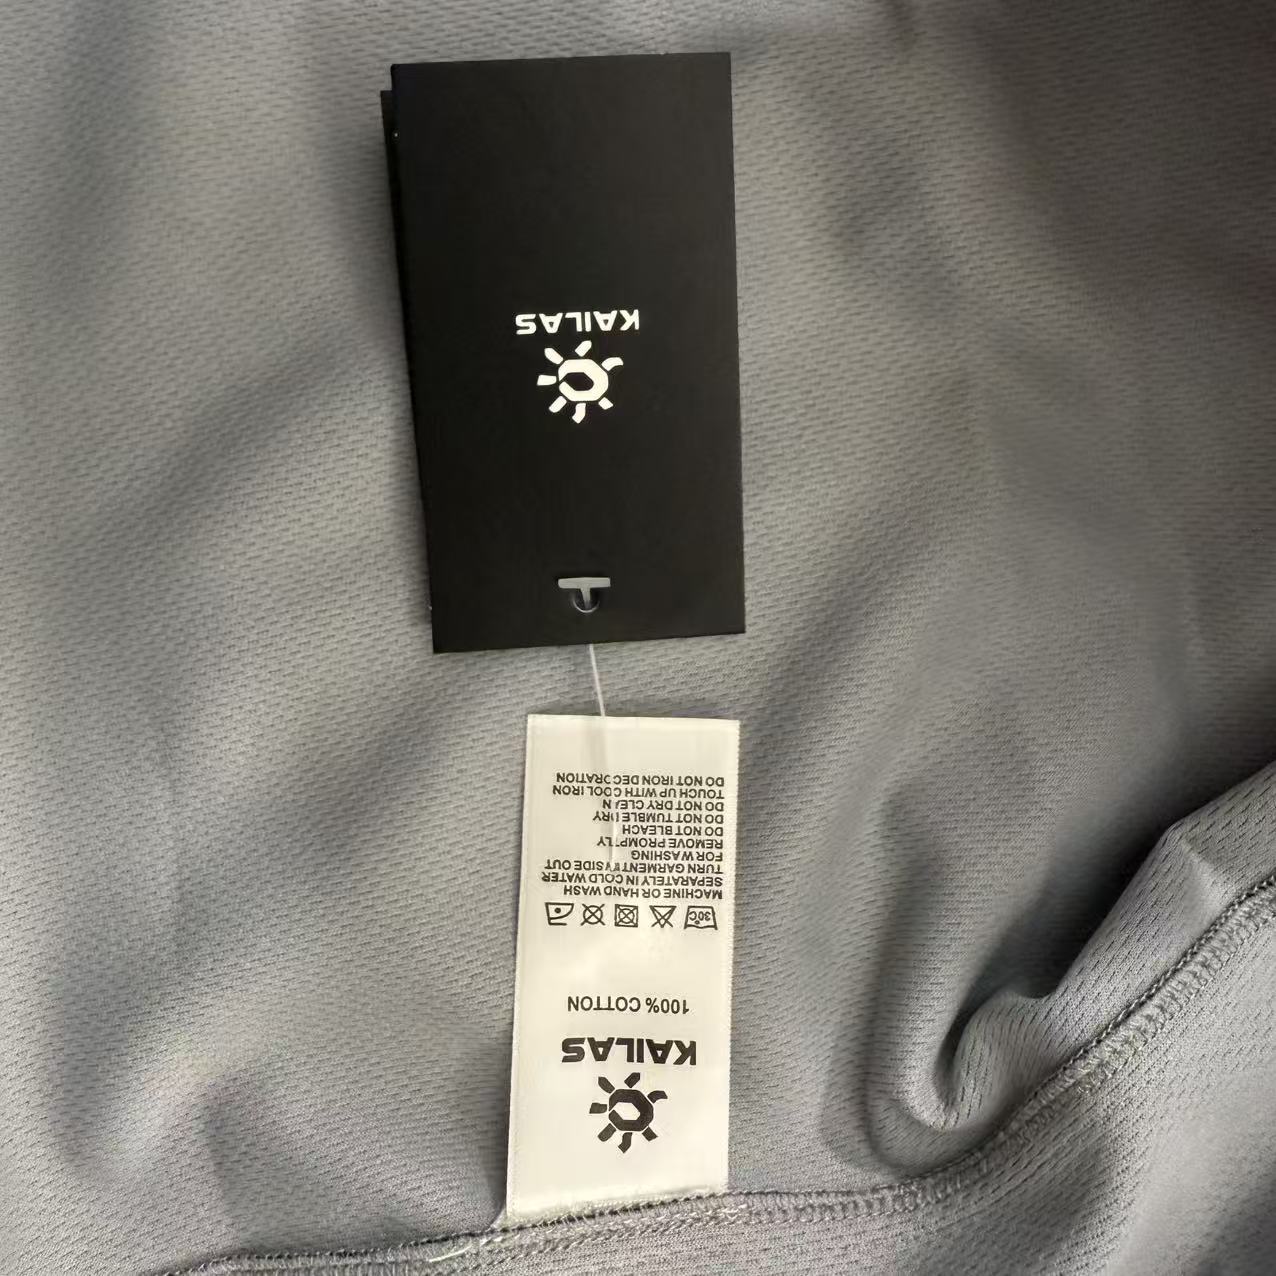 KAILAS
KAILAS
100% COTTON
30C
MACHINE OR HAND WASH
SEPARATELY IN COLD WATER
TURN GARMENT INSIDE OUT
FOR WASHING
REMOVE PROMPTLY
DO NOT BLEACH
DO NOT TUMBLE DRY
DO NOT DRY CLEAN
TOUCH UP WITH COOL IRON
DO NOT IRON DECORATION